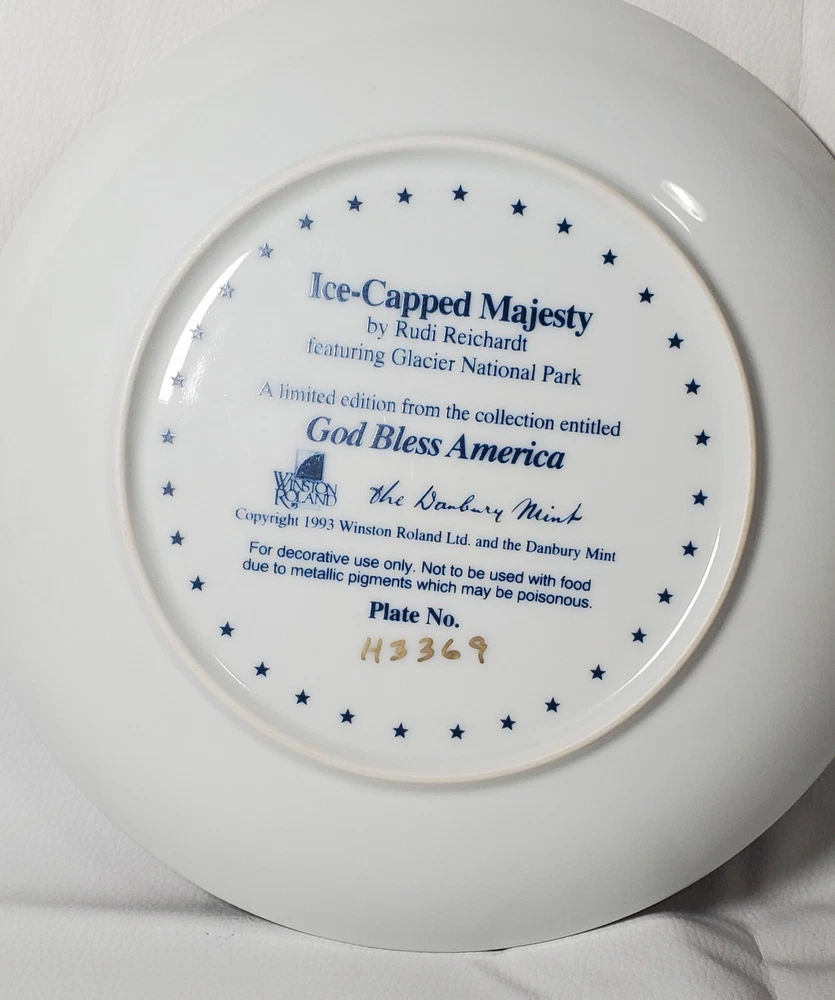 Ice-Capped Majesty
by Rudi Reichardt
featuring Glacier National Park
A limited edition from the collection entitled
God Bless America
WINSTON
ROLAND
The Danbury Mint
Copyright 1993 Winston Roland Ltd. and the Danbury Mint
For decorative use only. Not to be used with food
due to metallic pigments which may be poisonous.
Plate No.
H3369